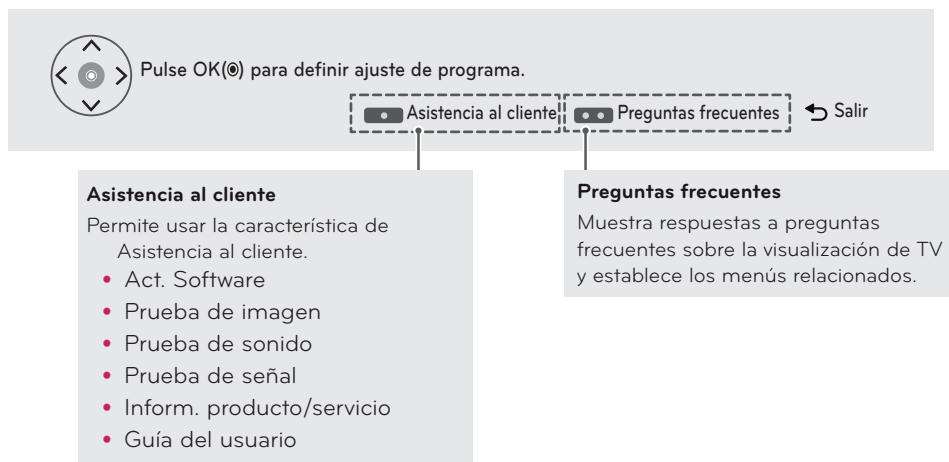 Pulse OK(◉) para definir ajuste de programa.
Asistencia al cliente
Preguntas frecuentes
Salir
Asistencia al cliente
Permite usar la característica de
Asistencia al cliente.
• Act. Software
• Prueba de imagen
• Prueba de sonido
• Prueba de señal
• Inform. producto/servicio
• Guía del usuario
Preguntas frecuentes
Muestra respuestas a preguntas
frecuentes sobre la visualización de TV
y establece los menús relacionados.